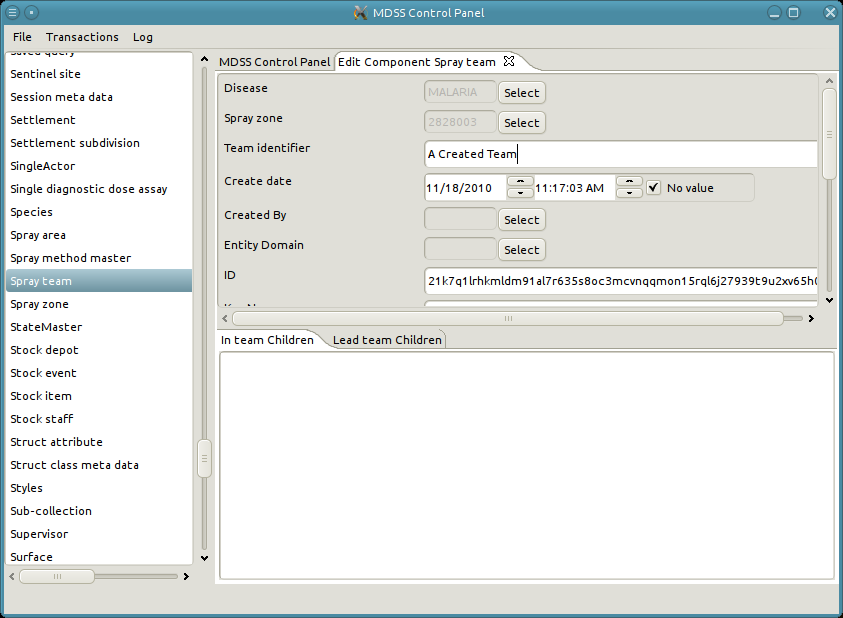 MDSS Control Panel
File Transactions Log
Saved query
Sentinel site
Session meta data
Settlement
Settlement subdivision
SingleActor
Single diagnostic dose assay
Species
Spray area
Spray method master
Spray team
Spray zone
StateMaster
Stock depot
Stock event
Stock item
Stock staff
Struct attribute
Struct class meta data
Styles
Sub-collection
Supervisor
Surface
MDSS Control Panel Edit Component Spray team
Disease MALARIA Select
Spray zone 2828003 Select
Team identifier A Created Team
Create date 11/18/2010 11:17:03 AM No value
Created By Select
Entity Domain Select
ID
In team Children Lead team Children